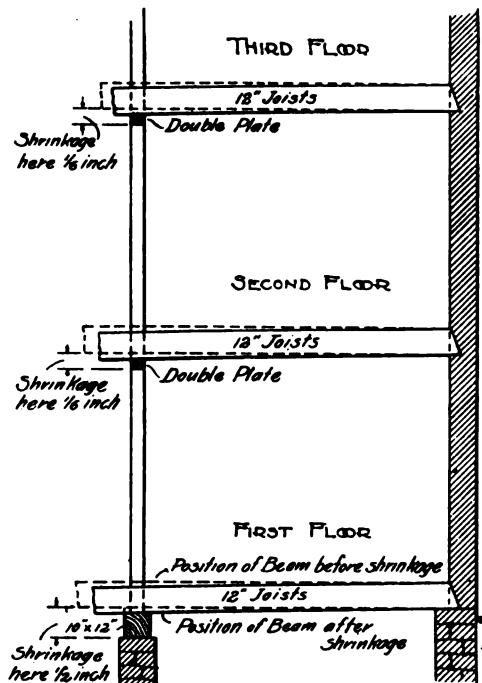 THIRD FLOOR
12" Joists
Double Plate
Shrinkage
here 1/6 inch
SECOND FLOOR
12" Joists
Double Plate
Shrinkage
here 1/6 inch
FIRST FLOOR
Position of Beam before shrinkage
12" Joists
10"x12"
Position of Beam after
shrinkage
Shrinkage
here 1/2 inch